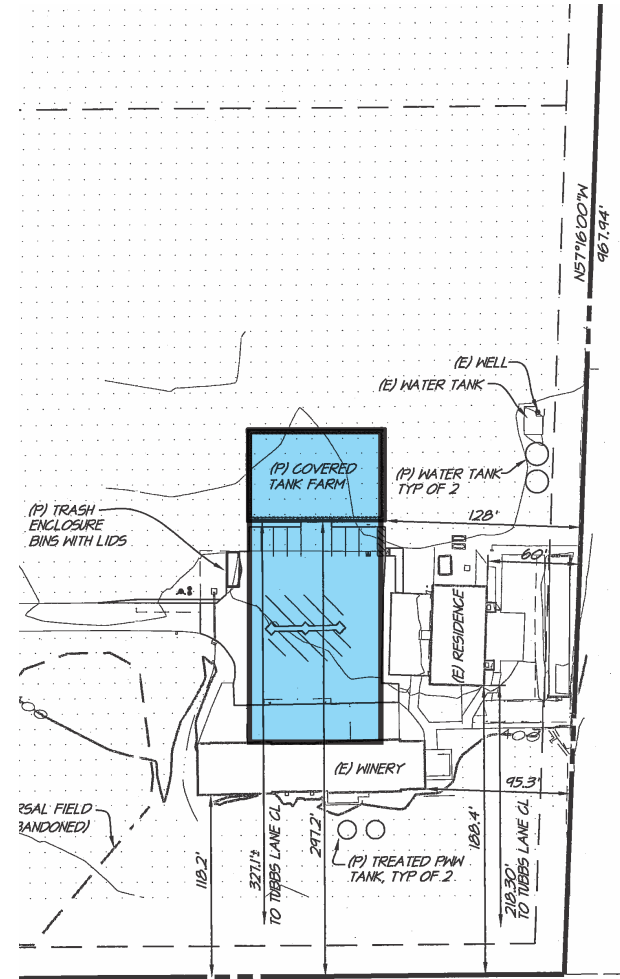 N57°16'00"W
967.94'
(E) WELL
(E) WATER TANK
(P) COVERED
TANK FARM
(P) WATER TANK
TYP OF 2
(P) TRASH
ENCLOSURE
BINS WITH LIDS
128'
60'
(E) RESIDENCE
(E) WINERY
95.3'
RSAL FIELD
BANDONED)
118.2'
327.1'±
TO TUBBS LANE CL
297.2'
188.4'
218.30'
TO TUBBS LANE CL
(P) TREATED PWW
TANK, TYP OF 2